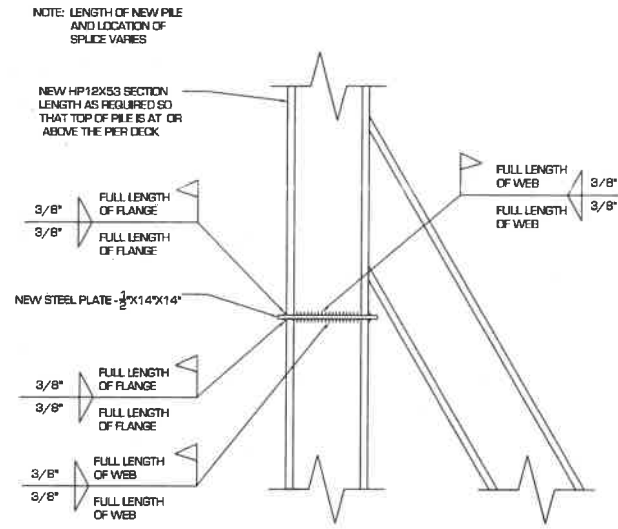 NOTE: LENGTH OF NEW PILE
AND LOCATION OF
SPLICE VARIES
NEW HP12X53 SECTION
LENGTH AS REQUIRED SO
THAT TOP OF PILE IS AT OR
ABOVE THE PIER DECK
FULL LENGTH
OF WEB
3/8"
3/8"
FULL LENGTH
OF WEB
3/8"
3/8"
FULL LENGTH
OF FLANGE
FULL LENGTH
OF FLANGE
NEW STEEL PLATE - 1/2"X14"X14"
3/8"
3/8"
FULL LENGTH
OF FLANGE
FULL LENGTH
OF FLANGE
3/8"
3/8"
FULL LENGTH
OF WEB
FULL LENGTH
OF WEB